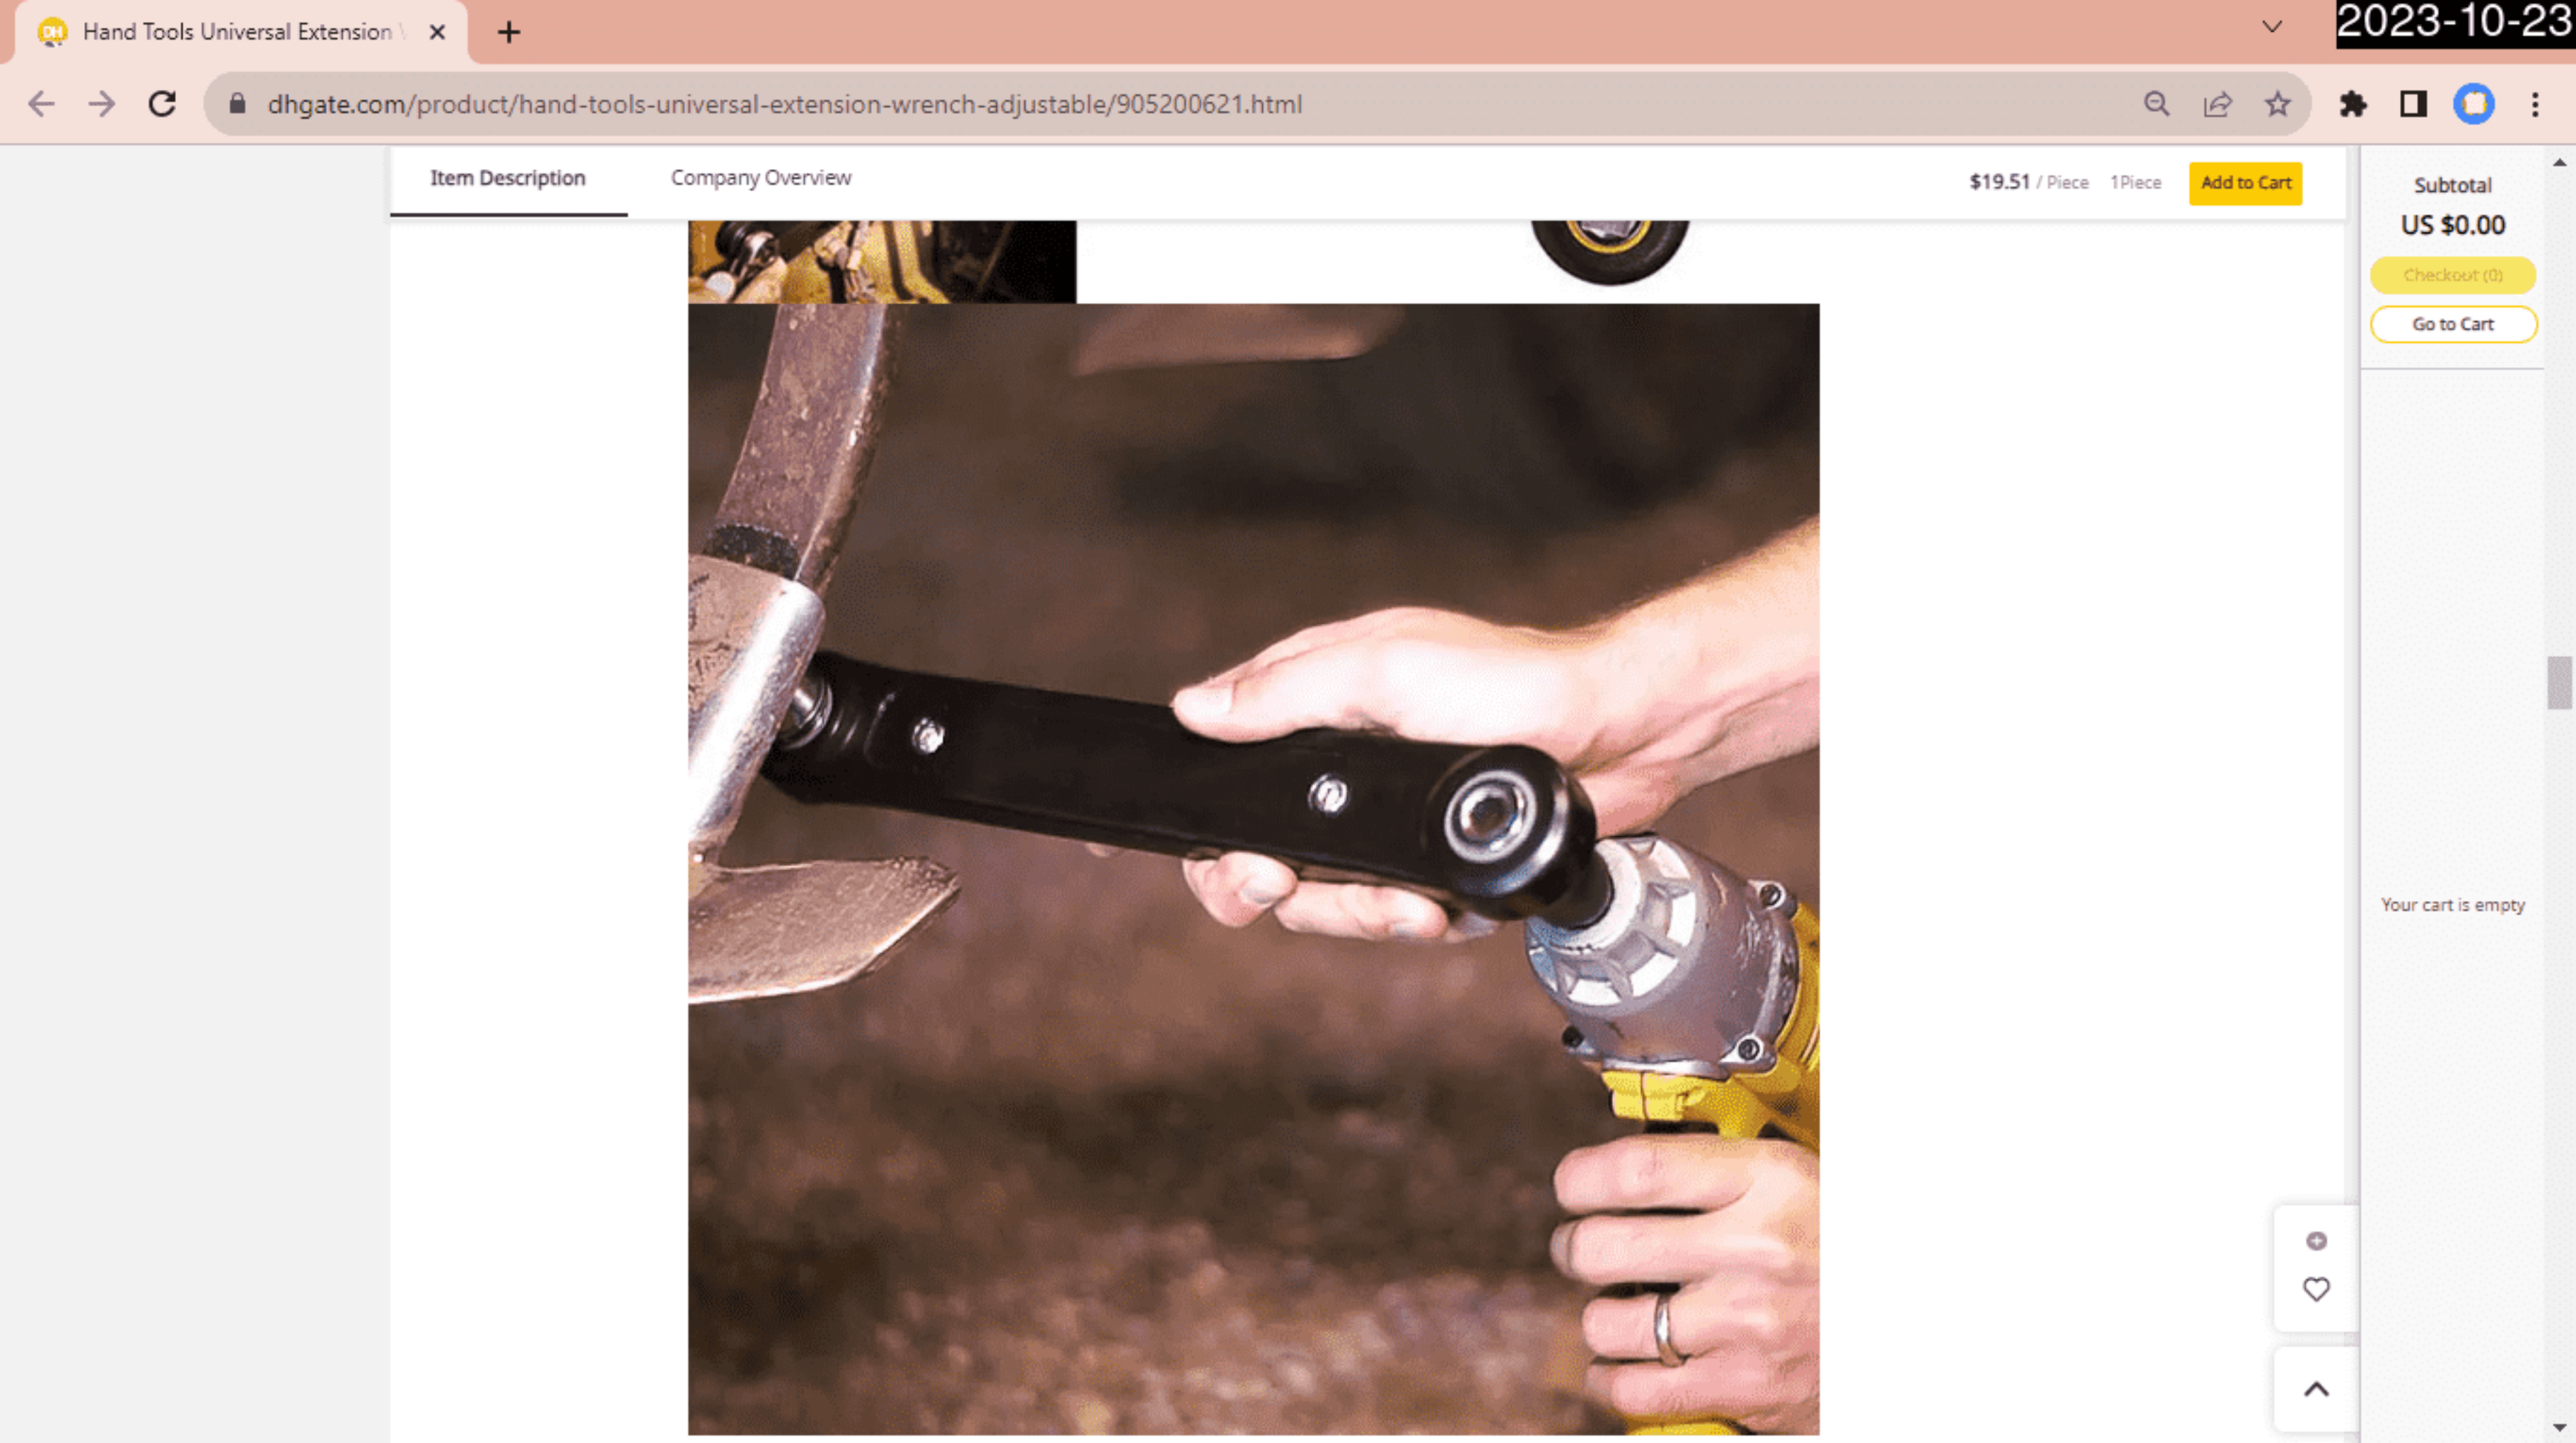 Hand Tools Universal Extension
2023-10-23
dhgate.com/product/hand-tools-universal-extension-wrench-adjustable/905200621.html
Item Description
Company Overview
$19.51 / Piece 1Piece
Add to Cart
Subtotal
US $0.00
Checkout (0)
Go to Cart
Your cart is empty